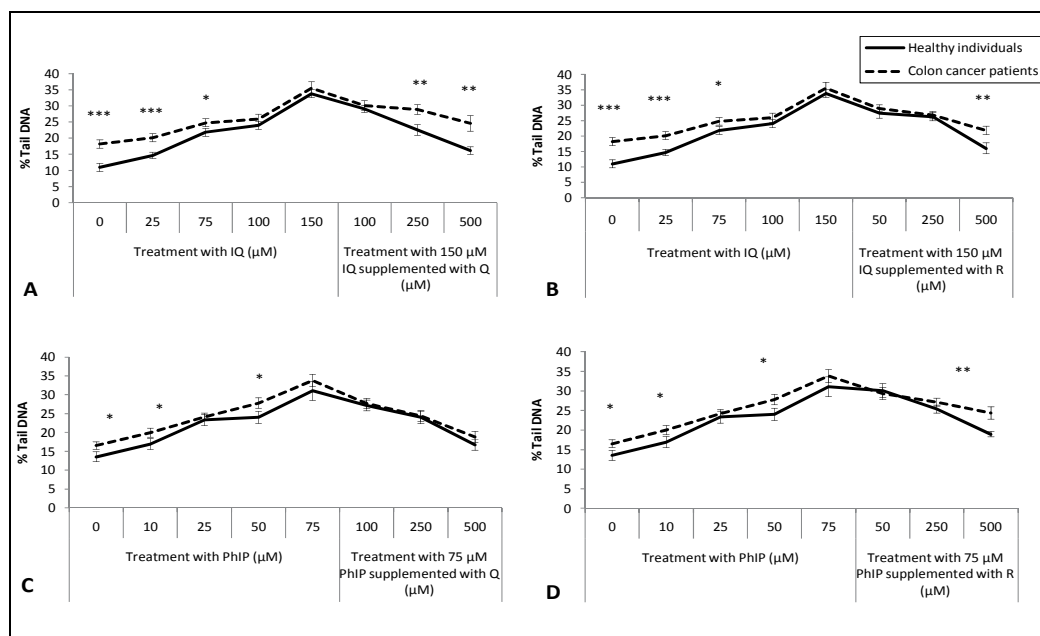 Healthy individuals
Colon cancer patients
% Tail DNA
40
35
30
25
20
15
10
5
0
*** *** * ** **
0 25 75 100 150 100 250 500
Treatment with IQ (μM)
Treatment with 150 μM
IQ supplemented with Q
(μM)
A
% Tail DNA
40
35
30
25
20
15
10
5
0
*** *** * **
0 25 75 100 150 50 250 500
Treatment with IQ (μM)
Treatment with 150 μM
IQ supplemented with R
(μM)
B
% Tail DNA
40
35
30
25
20
15
10
5
0
* * *
0 10 25 50 75 100 250 500
Treatment with PhIP (μM)
Treatment with 75 μM
PhIP supplemented with Q
(μM)
C
% Tail DNA
40
35
30
25
20
15
10
5
0
* * * **
0 10 25 50 75 50 250 500
Treatment with PhIP (μM)
Treatment with 75 μM
PhIP supplemented with R
(μM)
D